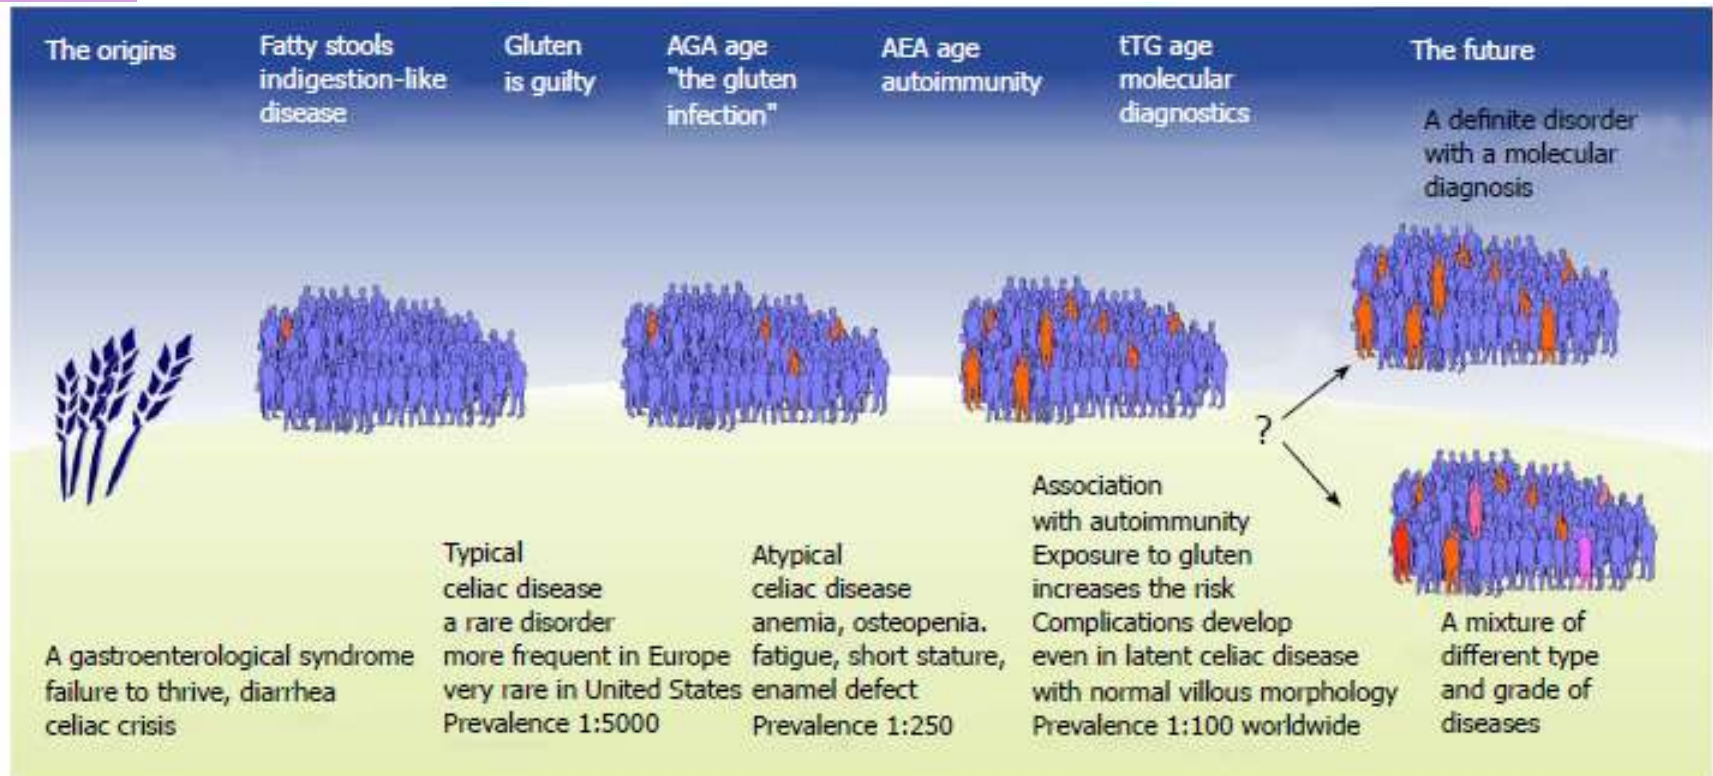 The origins
Fatty stools
indigestion-like
disease
Gluten
is guilty
AGA age
"the gluten
infection"
AEA age
autoimmunity
tTG age
molecular
diagnostics
The future
A definite disorder
with a molecular
diagnosis
?
A gastroenterological syndrome
failure to thrive, diarrhea
celiac crisis
Typical
celiac disease
a rare disorder
more frequent in Europe
very rare in United States
Prevalence 1:5000
Atypical
celiac disease
anemia, osteopenia.
fatigue, short stature,
enamel defect
Prevalence 1:250
Association
with autoimmunity
Exposure to gluten
increases the risk
Complications develop
even in latent celiac disease
with normal villous morphology
Prevalence 1:100 worldwide
A mixture of
different type
and grade of
diseases